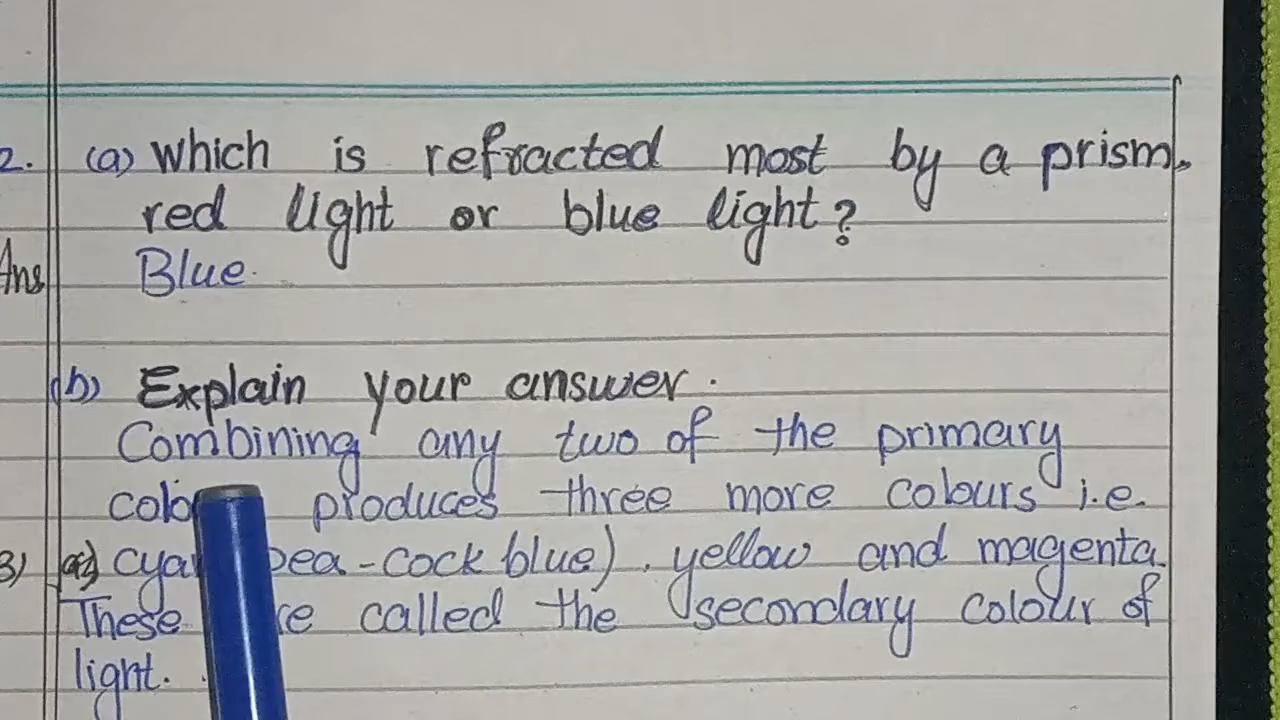 2. (a) which is refracted most by a prism,
red light or blue light?
Ans Blue.
(b) Explain your answer.
Combining any two of the primary
produces three more colours i.e.
3) (a) blue). yellow and magenta.
These called the secondary colour of
light.